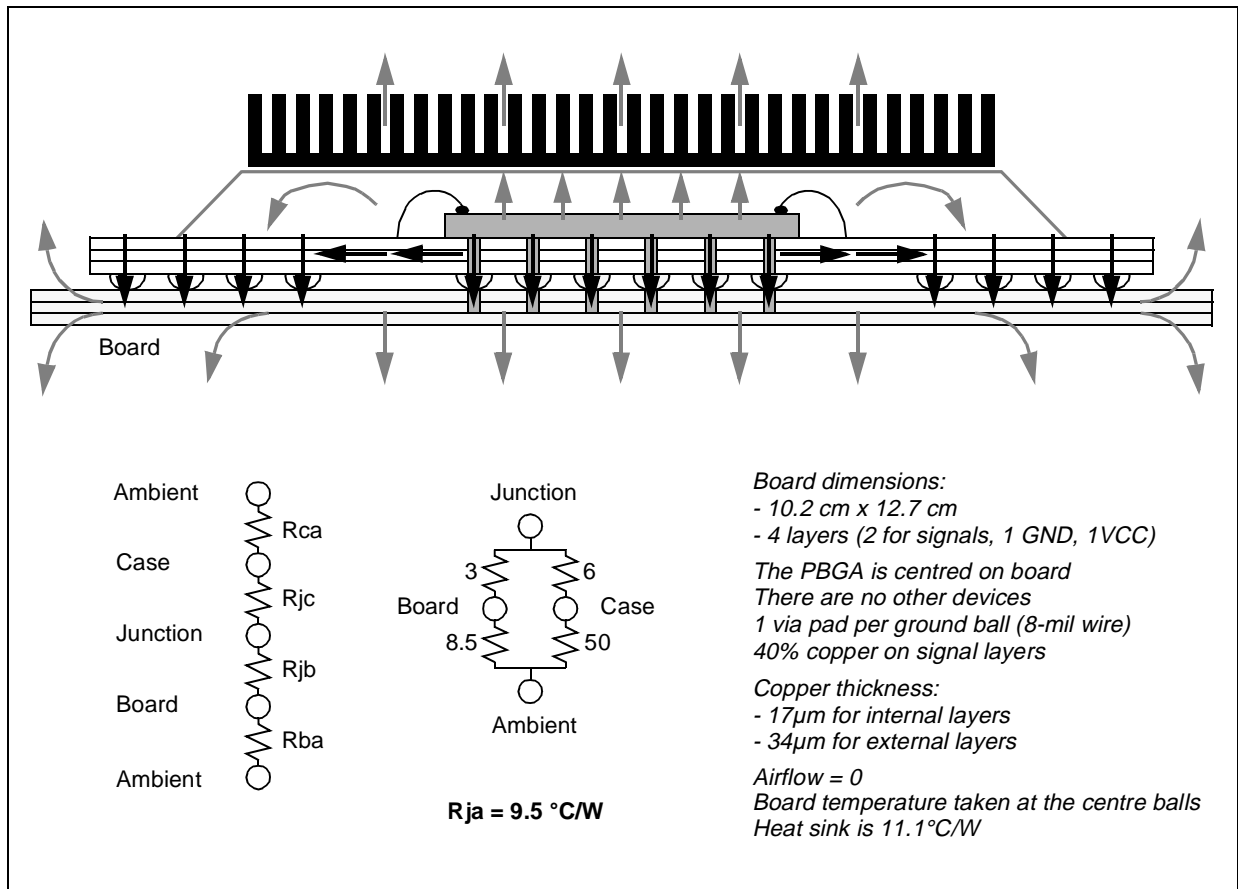 Board
Ambient
Rca
Case
Rjc
Junction
Rjb
Board
Rba
Ambient
Junction
3
6
Board
Case
8.5
50
Ambient
Rja = 9.5 °C/W
Board dimensions:
- 10.2 cm x 12.7 cm
- 4 layers (2 for signals, 1 GND, 1VCC)
The PBGA is centred on board
There are no other devices
1 via pad per ground ball (8-mil wire)
40% copper on signal layers
Copper thickness:
- 17µm for internal layers
- 34µm for external layers
Airflow = 0
Board temperature taken at the centre balls
Heat sink is 11.1°C/W